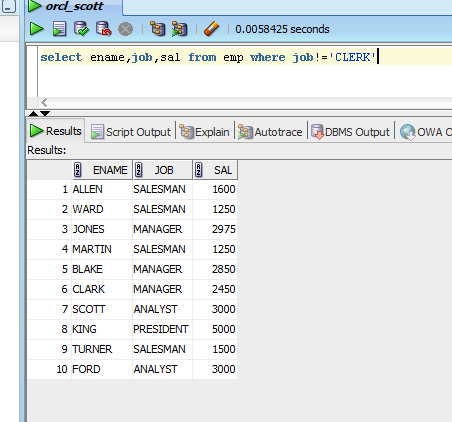 orcl_scott
0.0058425 seconds
select ename,job,sal from emp where job!='CLERK'
Results Script Output Explain Autotrace DBMS Output OWA O
Results:
ENAME JOB SAL
1 ALLEN SALESMAN 1600
2 WARD SALESMAN 1250
3 JONES MANAGER 2975
4 MARTIN SALESMAN 1250
5 BLAKE MANAGER 2850
6 CLARK MANAGER 2450
7 SCOTT ANALYST 3000
8 KING PRESIDENT 5000
9 TURNER SALESMAN 1500
10 FORD ANALYST 3000